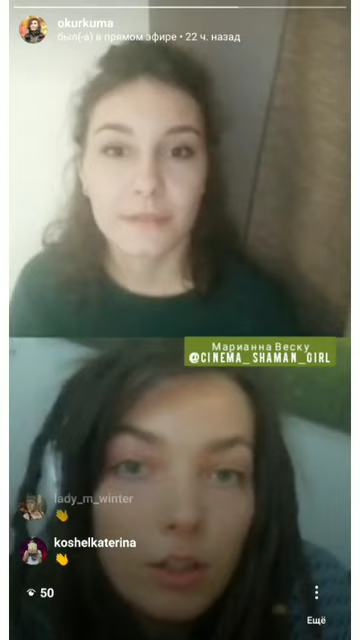 okurkuma
был(-а) в прямом эфире • 22 ч. назад
Марианна Веску
@CINEMA_SHAMAN_GIRL
lady_m_winter
👏
koshelkaterina
👏
50
Ещё